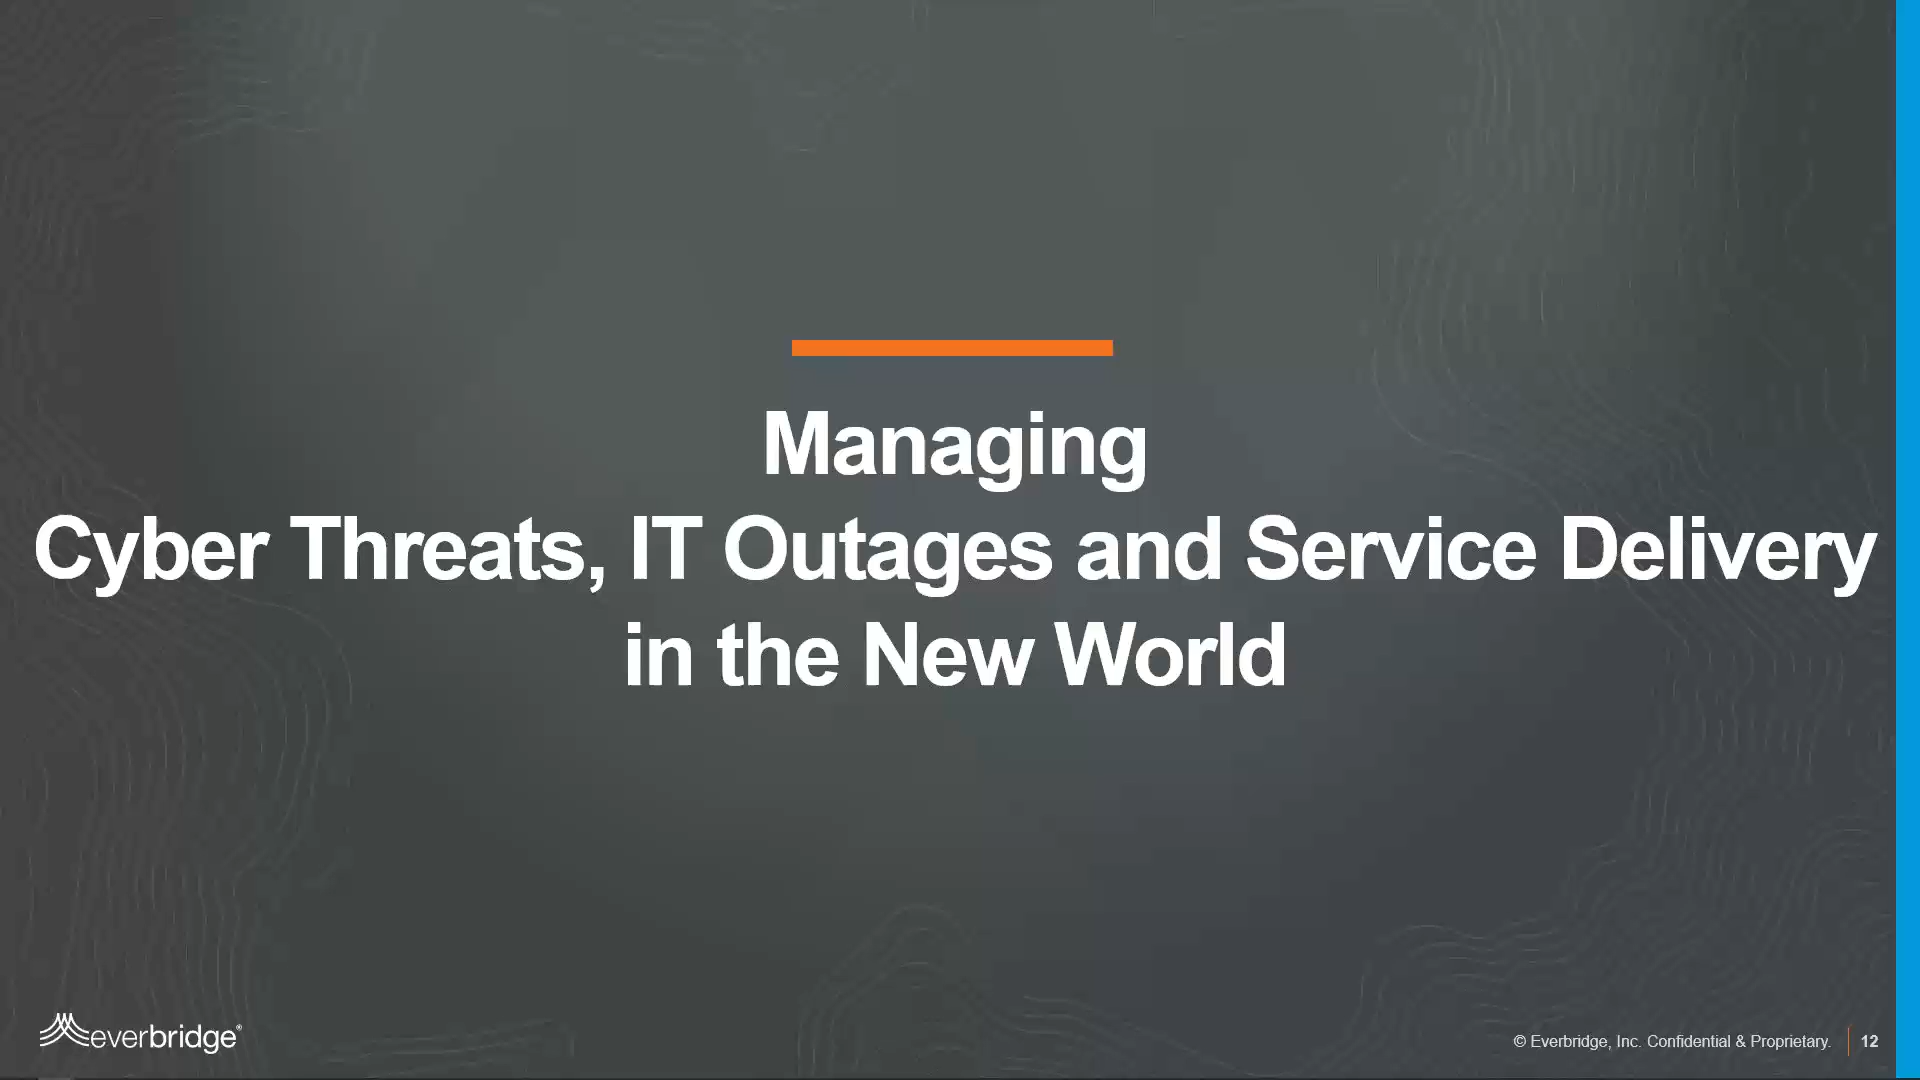 Managing
Cyber Threats, IT Outages and Service Delivery
in the New World
everbridge®
© Everbridge, Inc. Confidential & Proprietary. 12